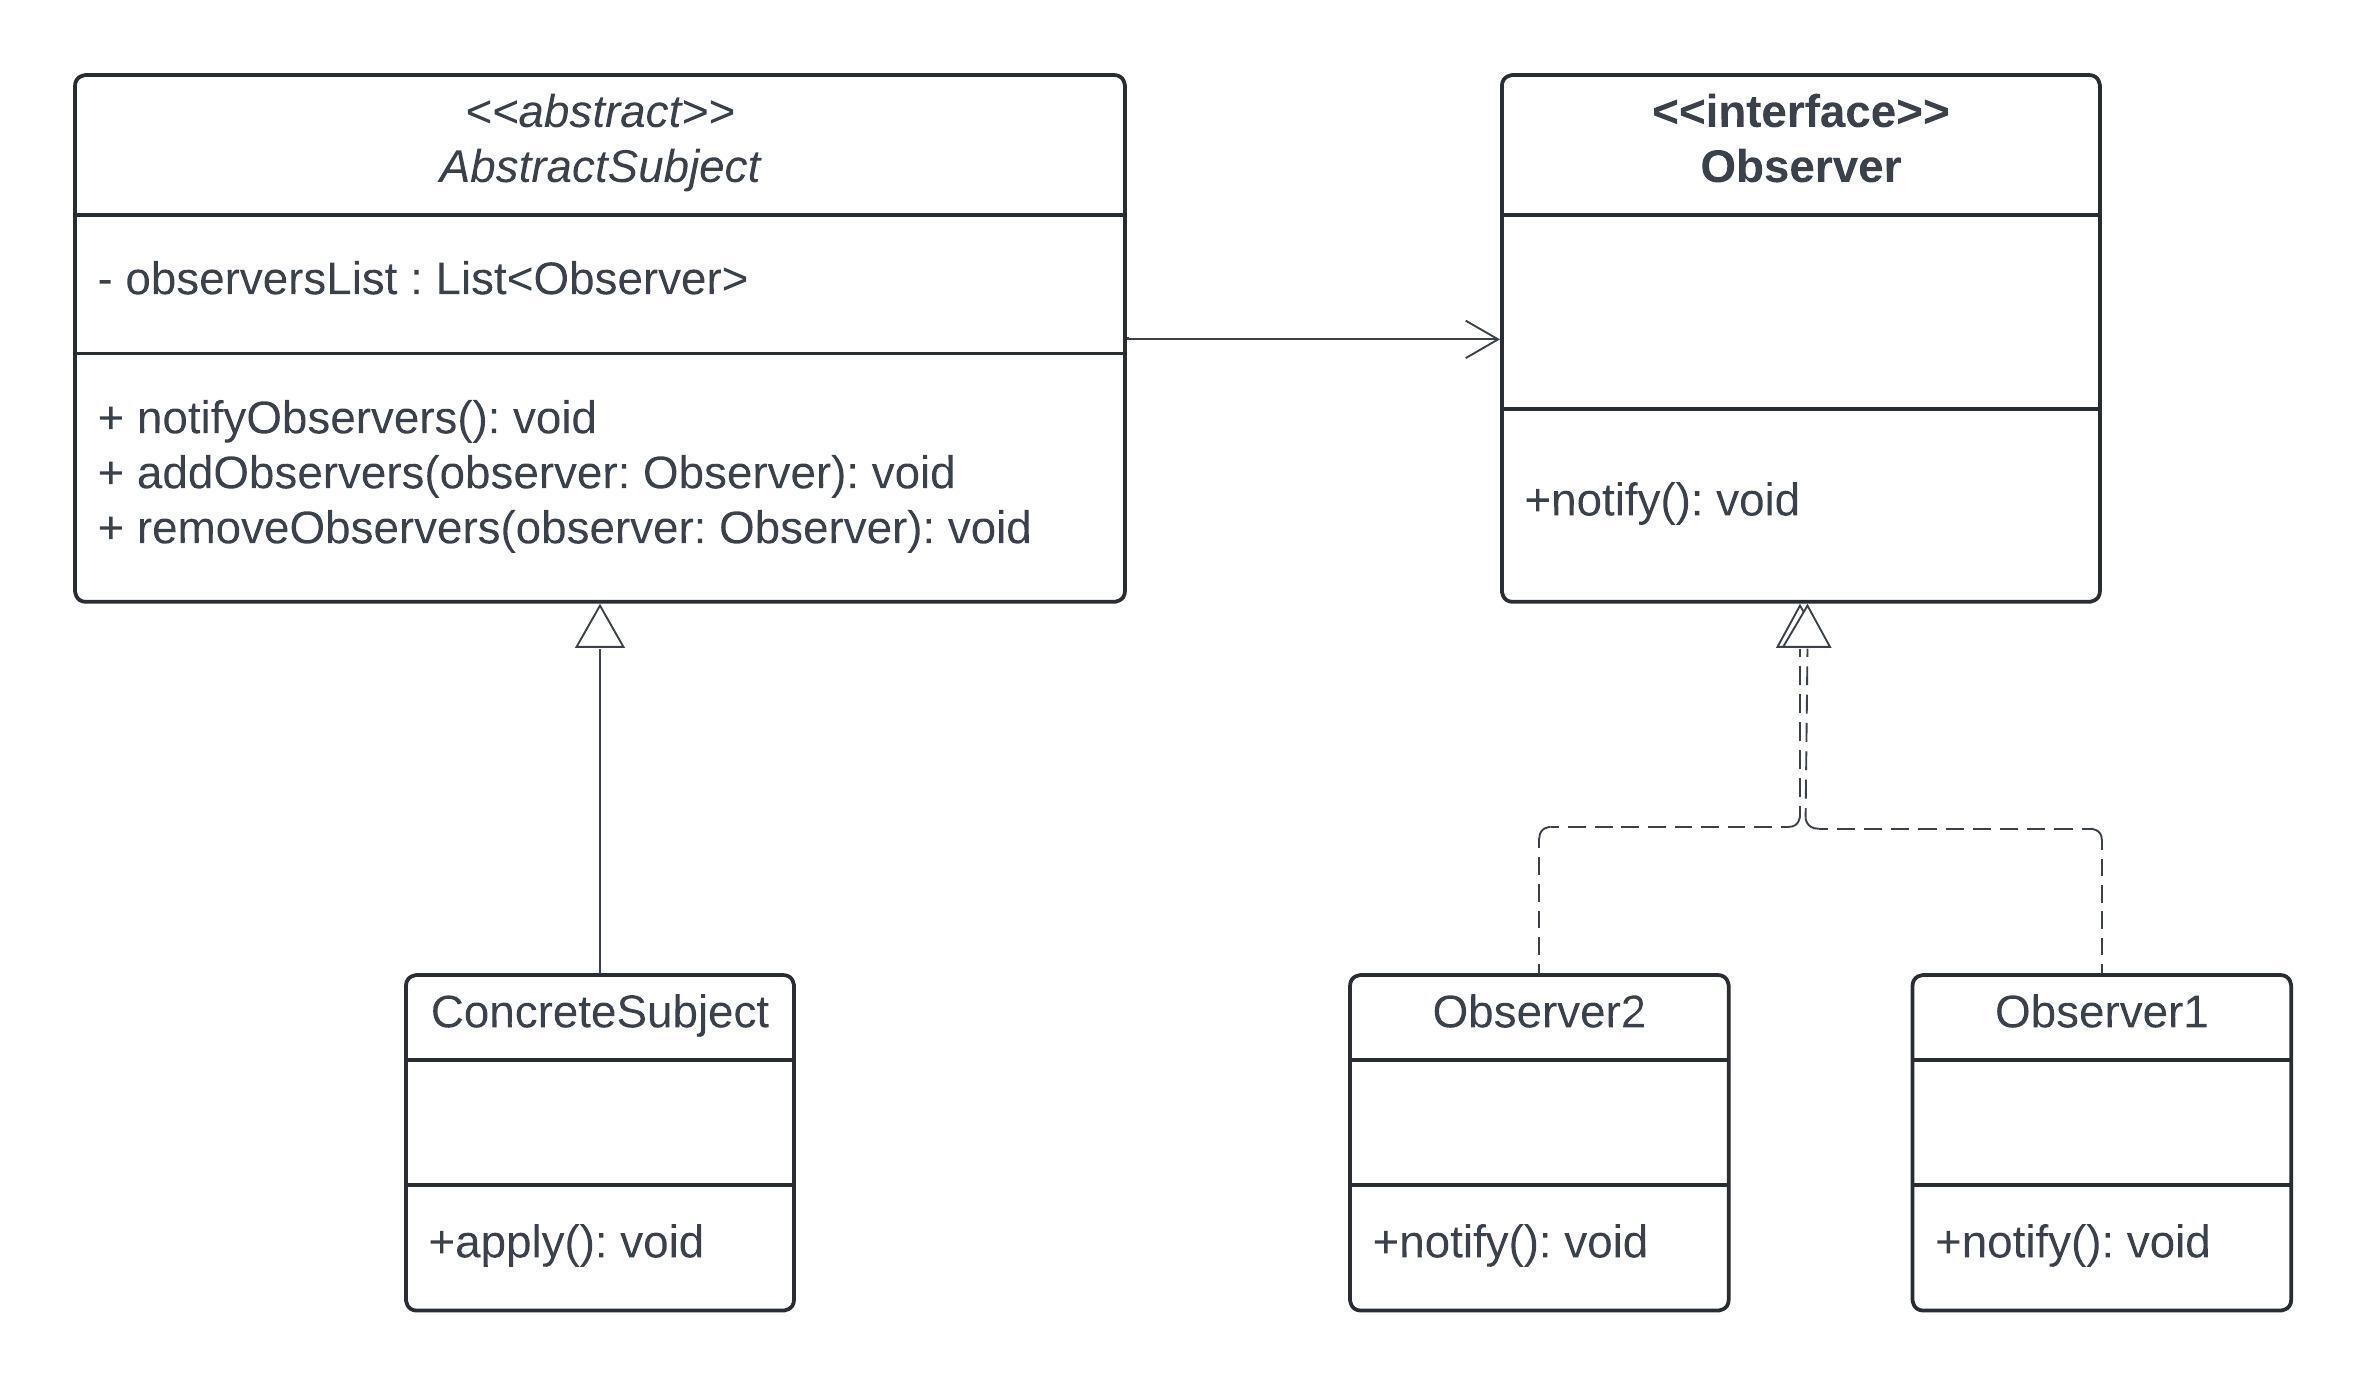 <<abstract>>
AbstractSubject
- observersList : List<Observer>
+ notifyObservers(): void
+ addObservers(observer: Observer): void
+ removeObservers(observer: Observer): void
<<interface>>
Observer
+notify(): void
ConcreteSubject
+apply(): void
Observer2
+notify(): void
Observer1
+notify(): void